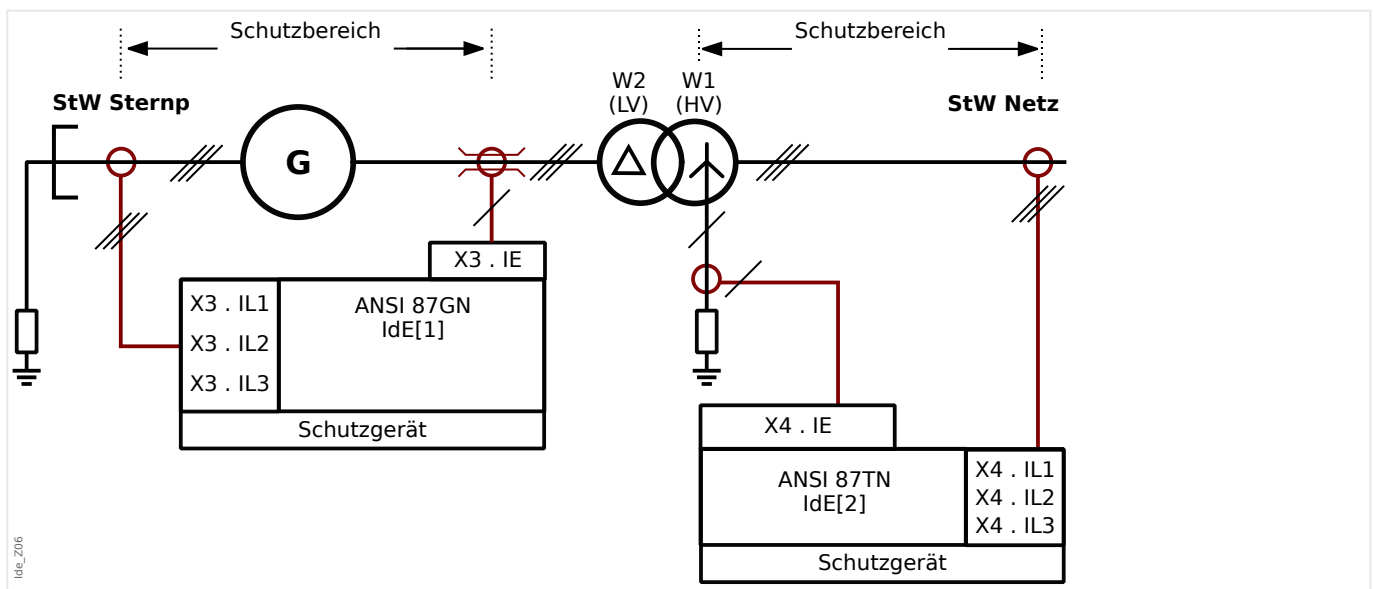 Schutzbereich
Schutzbereich
W2
(LV)
W1
(HV)
StW Sternp
StW Netz
G
X3 . IE
X3 . IL1
X3 . IL2
X3 . IL3
ANSI 87GN
IdE[1]
Schutzgerät
X4 . IE
ANSI 87TN
IdE[2]
X4 . IL1
X4 . IL2
X4 . IL3
Schutzgerät
Ide_Z06